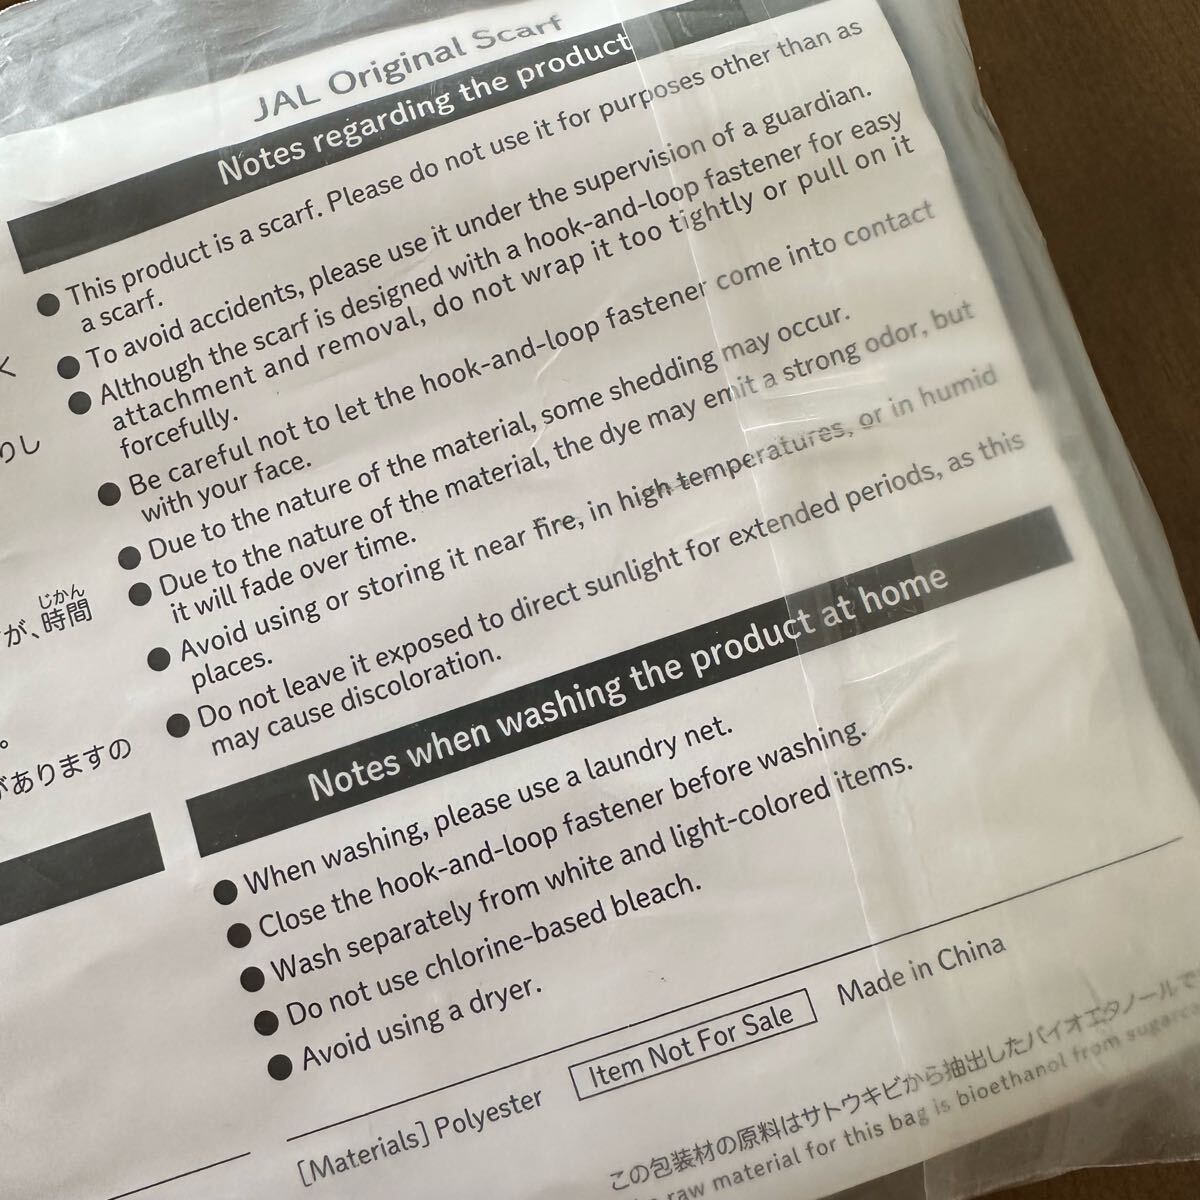 JAL Original Scarf
Notes regarding the product
● This product is a scarf. Please do not use it for purposes other than as
a scarf.
● To avoid accidents, please use it under the supervision of a guardian.
● Although the scarf is designed with a hook-and-loop fastener for easy
attachment and removal, do not wrap it too tightly or pull on it
forcefully.
● Be careful not to let the hook-and-loop fastener come into contact
with your face.
● Due to the nature of the material, some shedding may occur.
● Due to the nature of the material, the dye may emit a strong odor, but
it will fade over time.
● Avoid using or storing it near fire, in high temperatures, or in humid
places.
● Do not leave it exposed to direct sunlight for extended periods, as this
may cause discoloration.
Notes when washing the product at home
● When washing, please use a laundry net.
● Close the hook-and-loop fastener before washing.
● Wash separately from white and light-colored items.
● Do not use chlorine-based bleach.
● Avoid using a dryer.
[Materials] Polyester
Item Not For Sale
Made in China
この包装材の原料はサトウキビから抽出したバイオエタノールで
raw material for this bag is bioethanol from
く
りし
じかん
が、時間
。
がありますの